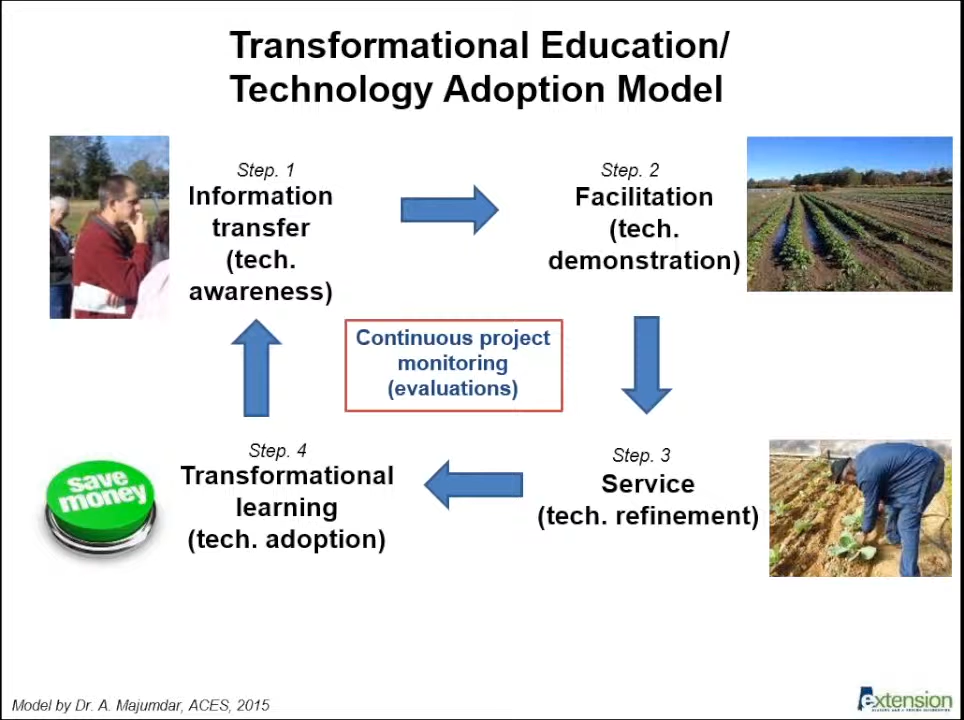 Transformational Education/
Technology Adoption Model
Step. 1
Information
transfer
(tech.
awareness)
Step. 2
Facilitation
(tech.
demonstration)
Continuous project
monitoring
(evaluations)
Step. 3
Service
(tech. refinement)
Step. 4
Transformational
learning
(tech. adoption)
save
money
Model by Dr. A. Majumdar, ACES, 2015
extension